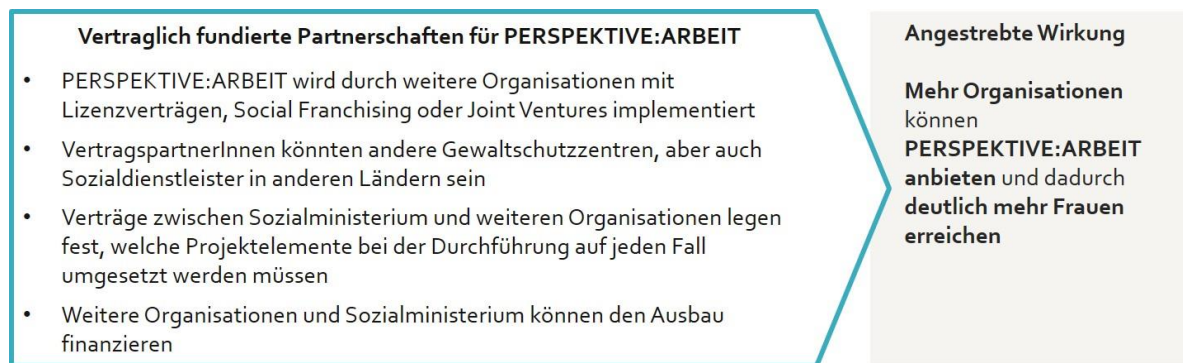 Vertraglich fundierte Partnerschaften für PERSPEKTIVE:ARBEIT
• PERSPEKTIVE:ARBEIT wird durch weitere Organisationen mit
Lizenzverträgen, Social Franchising oder Joint Ventures implementiert
• VertragspartnerInnen könnten andere Gewaltschutzzentren, aber auch
Sozialdienstleister in anderen Ländern sein
• Verträge zwischen Sozialministerium und weiteren Organisationen legen
fest, welche Projektelemente bei der Durchführung auf jeden Fall
umgesetzt werden müssen
• Weitere Organisationen und Sozialministerium können den Ausbau
finanzieren
Angestrebte Wirkung
Mehr Organisationen
können
PERSPEKTIVE:ARBEIT
anbieten und dadurch
deutlich mehr Frauen
erreichen